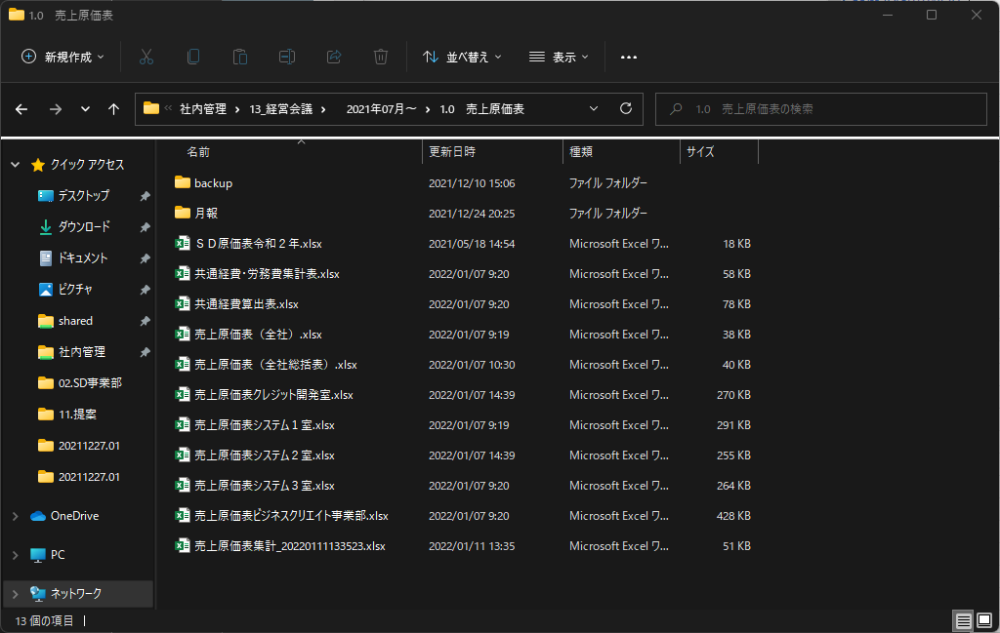 1.0　売上原価表
新規作成
並べ替え
表示
« 社内管理 › 13_経営会議 › 2021年07月～ › 1.0　売上原価表
1.0　売上原価表の検索
名前 更新日時 種類 サイズ
クイック アクセス
デスクトップ
ダウンロード
ドキュメント
ピクチャ
shared
社内管理
02.SD事業部
11.提案
20211227.01
20211227.01
OneDrive
PC
ネットワーク
backup 2021/12/10 15:06 ファイル フォルダー
月報 2021/12/24 20:25 ファイル フォルダー
ＳＤ原価表令和２年.xlsx 2021/05/18 14:54 Microsoft Excel ワ... 18 KB
共通経費・労務費集計表.xlsx 2022/01/07 9:20 Microsoft Excel ワ... 58 KB
共通経費算出表.xlsx 2022/01/07 9:20 Microsoft Excel ワ... 78 KB
売上原価表（全社）.xlsx 2022/01/07 9:19 Microsoft Excel ワ... 38 KB
売上原価表（全社総括表）.xlsx 2022/01/07 10:30 Microsoft Excel ワ... 40 KB
売上原価表クレジット開発室.xlsx 2022/01/07 14:39 Microsoft Excel ワ... 270 KB
売上原価表システム１室.xlsx 2022/01/07 9:19 Microsoft Excel ワ... 291 KB
売上原価表システム２室.xlsx 2022/01/07 14:39 Microsoft Excel ワ... 255 KB
売上原価表システム３室.xlsx 2022/01/07 9:20 Microsoft Excel ワ... 264 KB
売上原価表ビジネスクリエイト事業部.xlsx 2022/01/07 9:20 Microsoft Excel ワ... 428 KB
売上原価表集計_20220111133523.xlsx 2022/01/11 13:35 Microsoft Excel ワ... 51 KB
13 個の項目